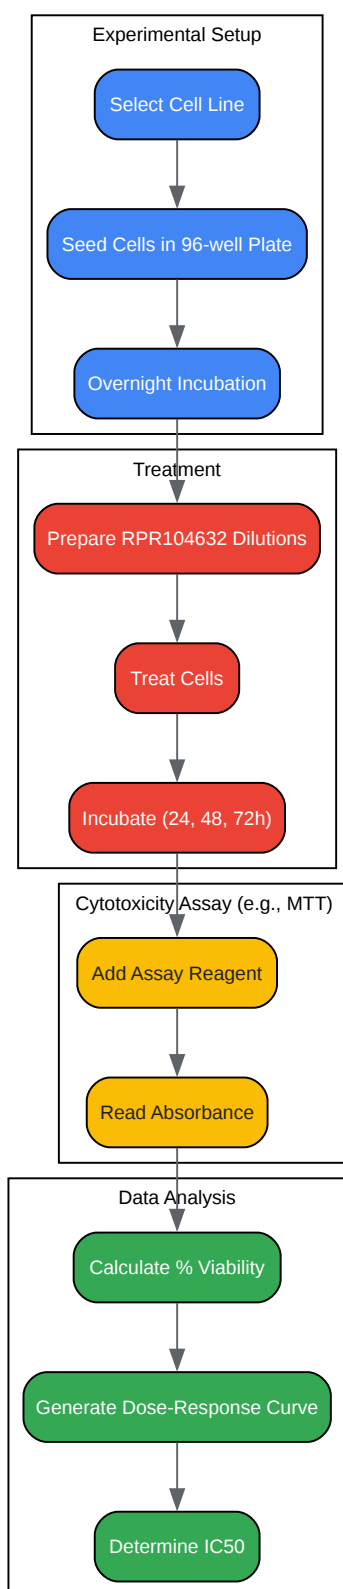 Experimental Setup
Select Cell Line
Seed Cells in 96-well Plate
Overnight Incubation
Treatment
Prepare RPR104632 Dilutions
Treat Cells
Incubate (24, 48, 72h)
Cytotoxicity Assay (e.g., MTT)
Add Assay Reagent
Read Absorbance
Data Analysis
Calculate % Viability
Generate Dose-Response Curve
Determine IC50